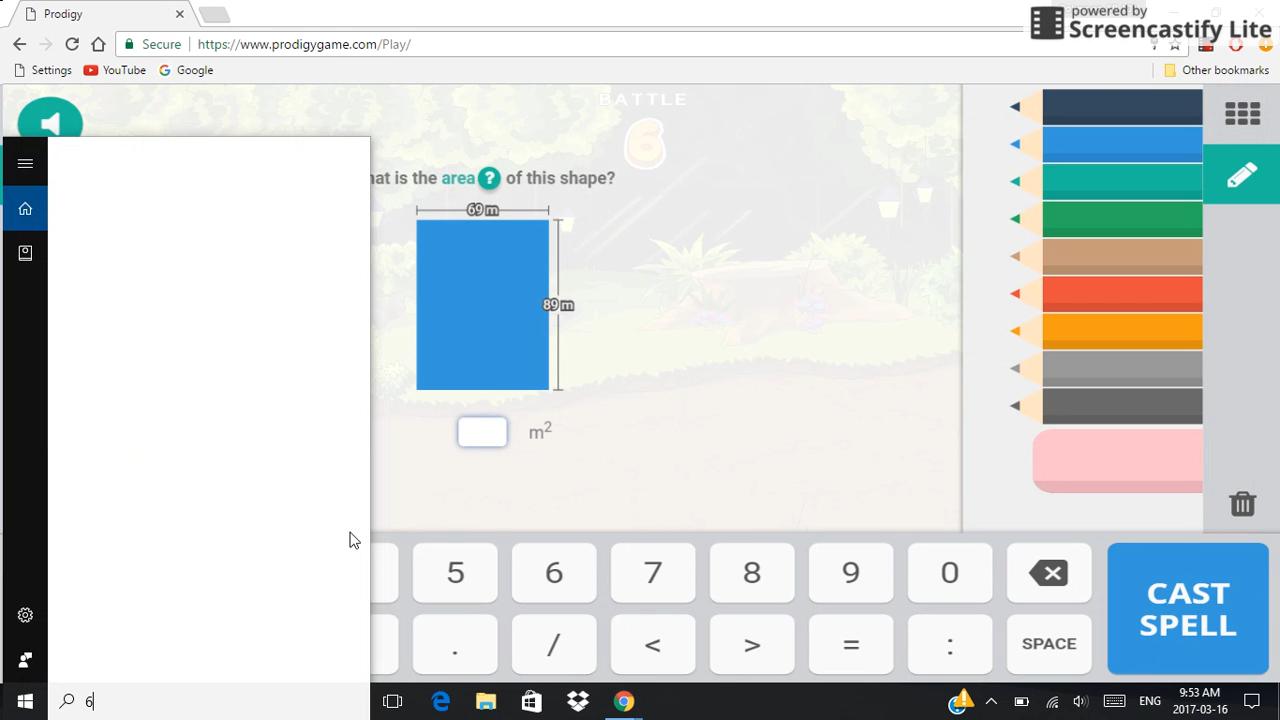 Prodigy
powered by
Screencastify Lite
Secure
https://www.prodigygame.com/Play/
Settings
YouTube
Google
Other bookmarks
BATTLE
6
hat is the area ? of this shape?
69 m
89 m
m²
5
6
7
8
9
0
CAST SPELL
.
/
<
>
=
:
SPACE
6
ENG
9:53 AM
2017-03-16